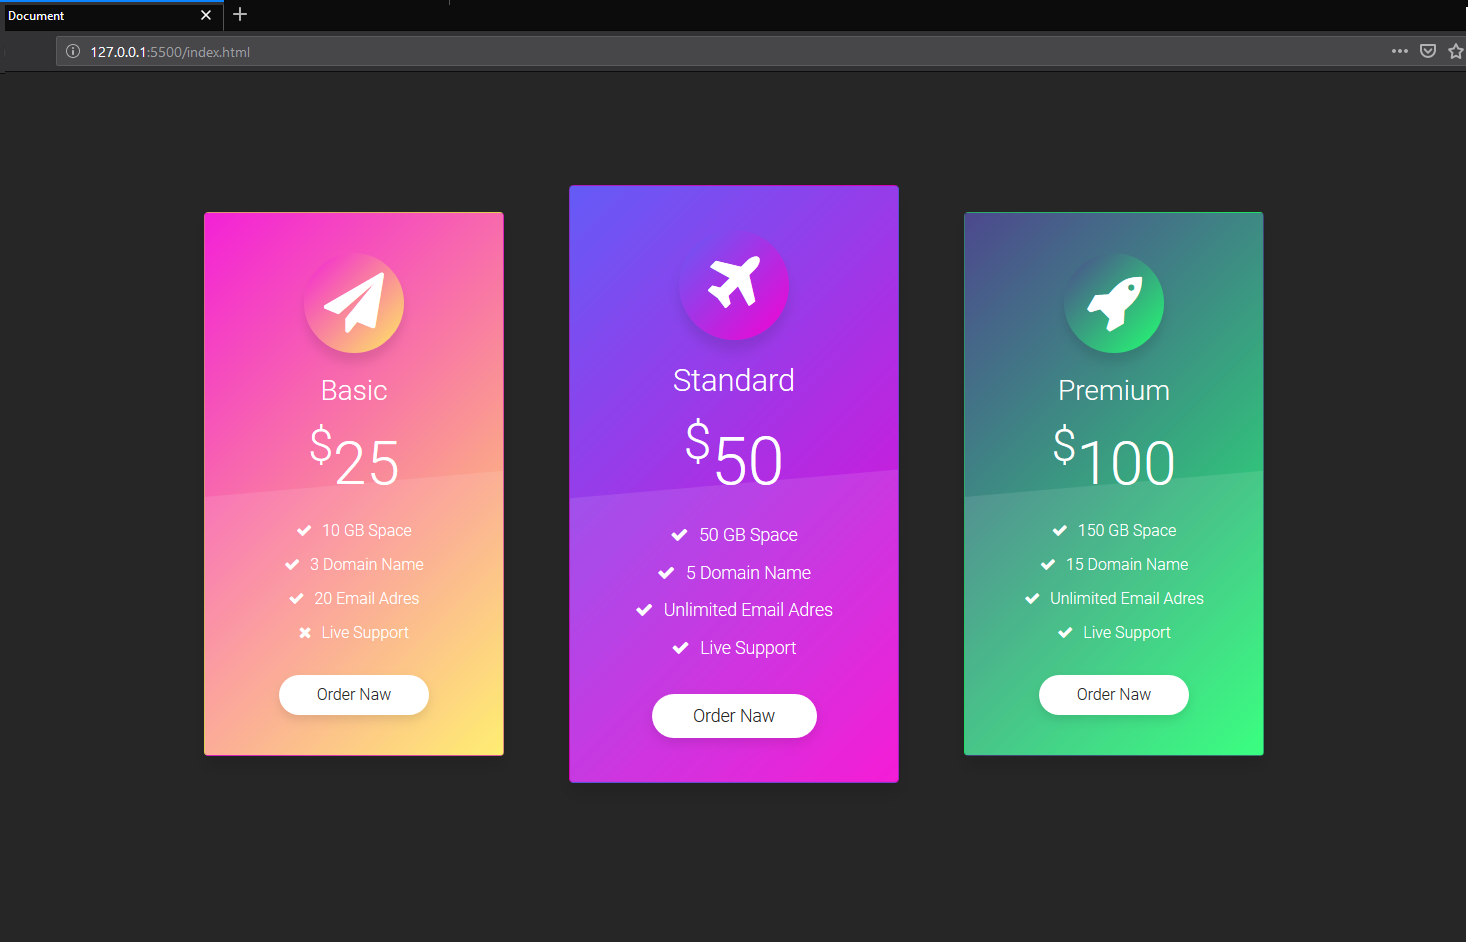 Document
127.0.0.1:5500/index.html
Basic
$25
10 GB Space
3 Domain Name
20 Email Adres
Live Support
Order Naw
Standard
$50
50 GB Space
5 Domain Name
Unlimited Email Adres
Live Support
Order Naw
Premium
$100
150 GB Space
15 Domain Name
Unlimited Email Adres
Live Support
Order Naw